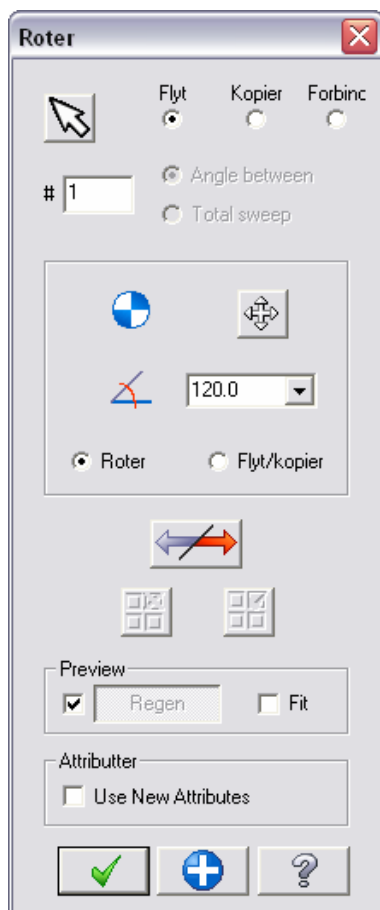 Roter
Flyt Kopier Forbinc
# 1
Angle between
Total sweep
120.0
Roter Flyt/kopier
Preview
Regen Fit
Attributter
Use New Attributes